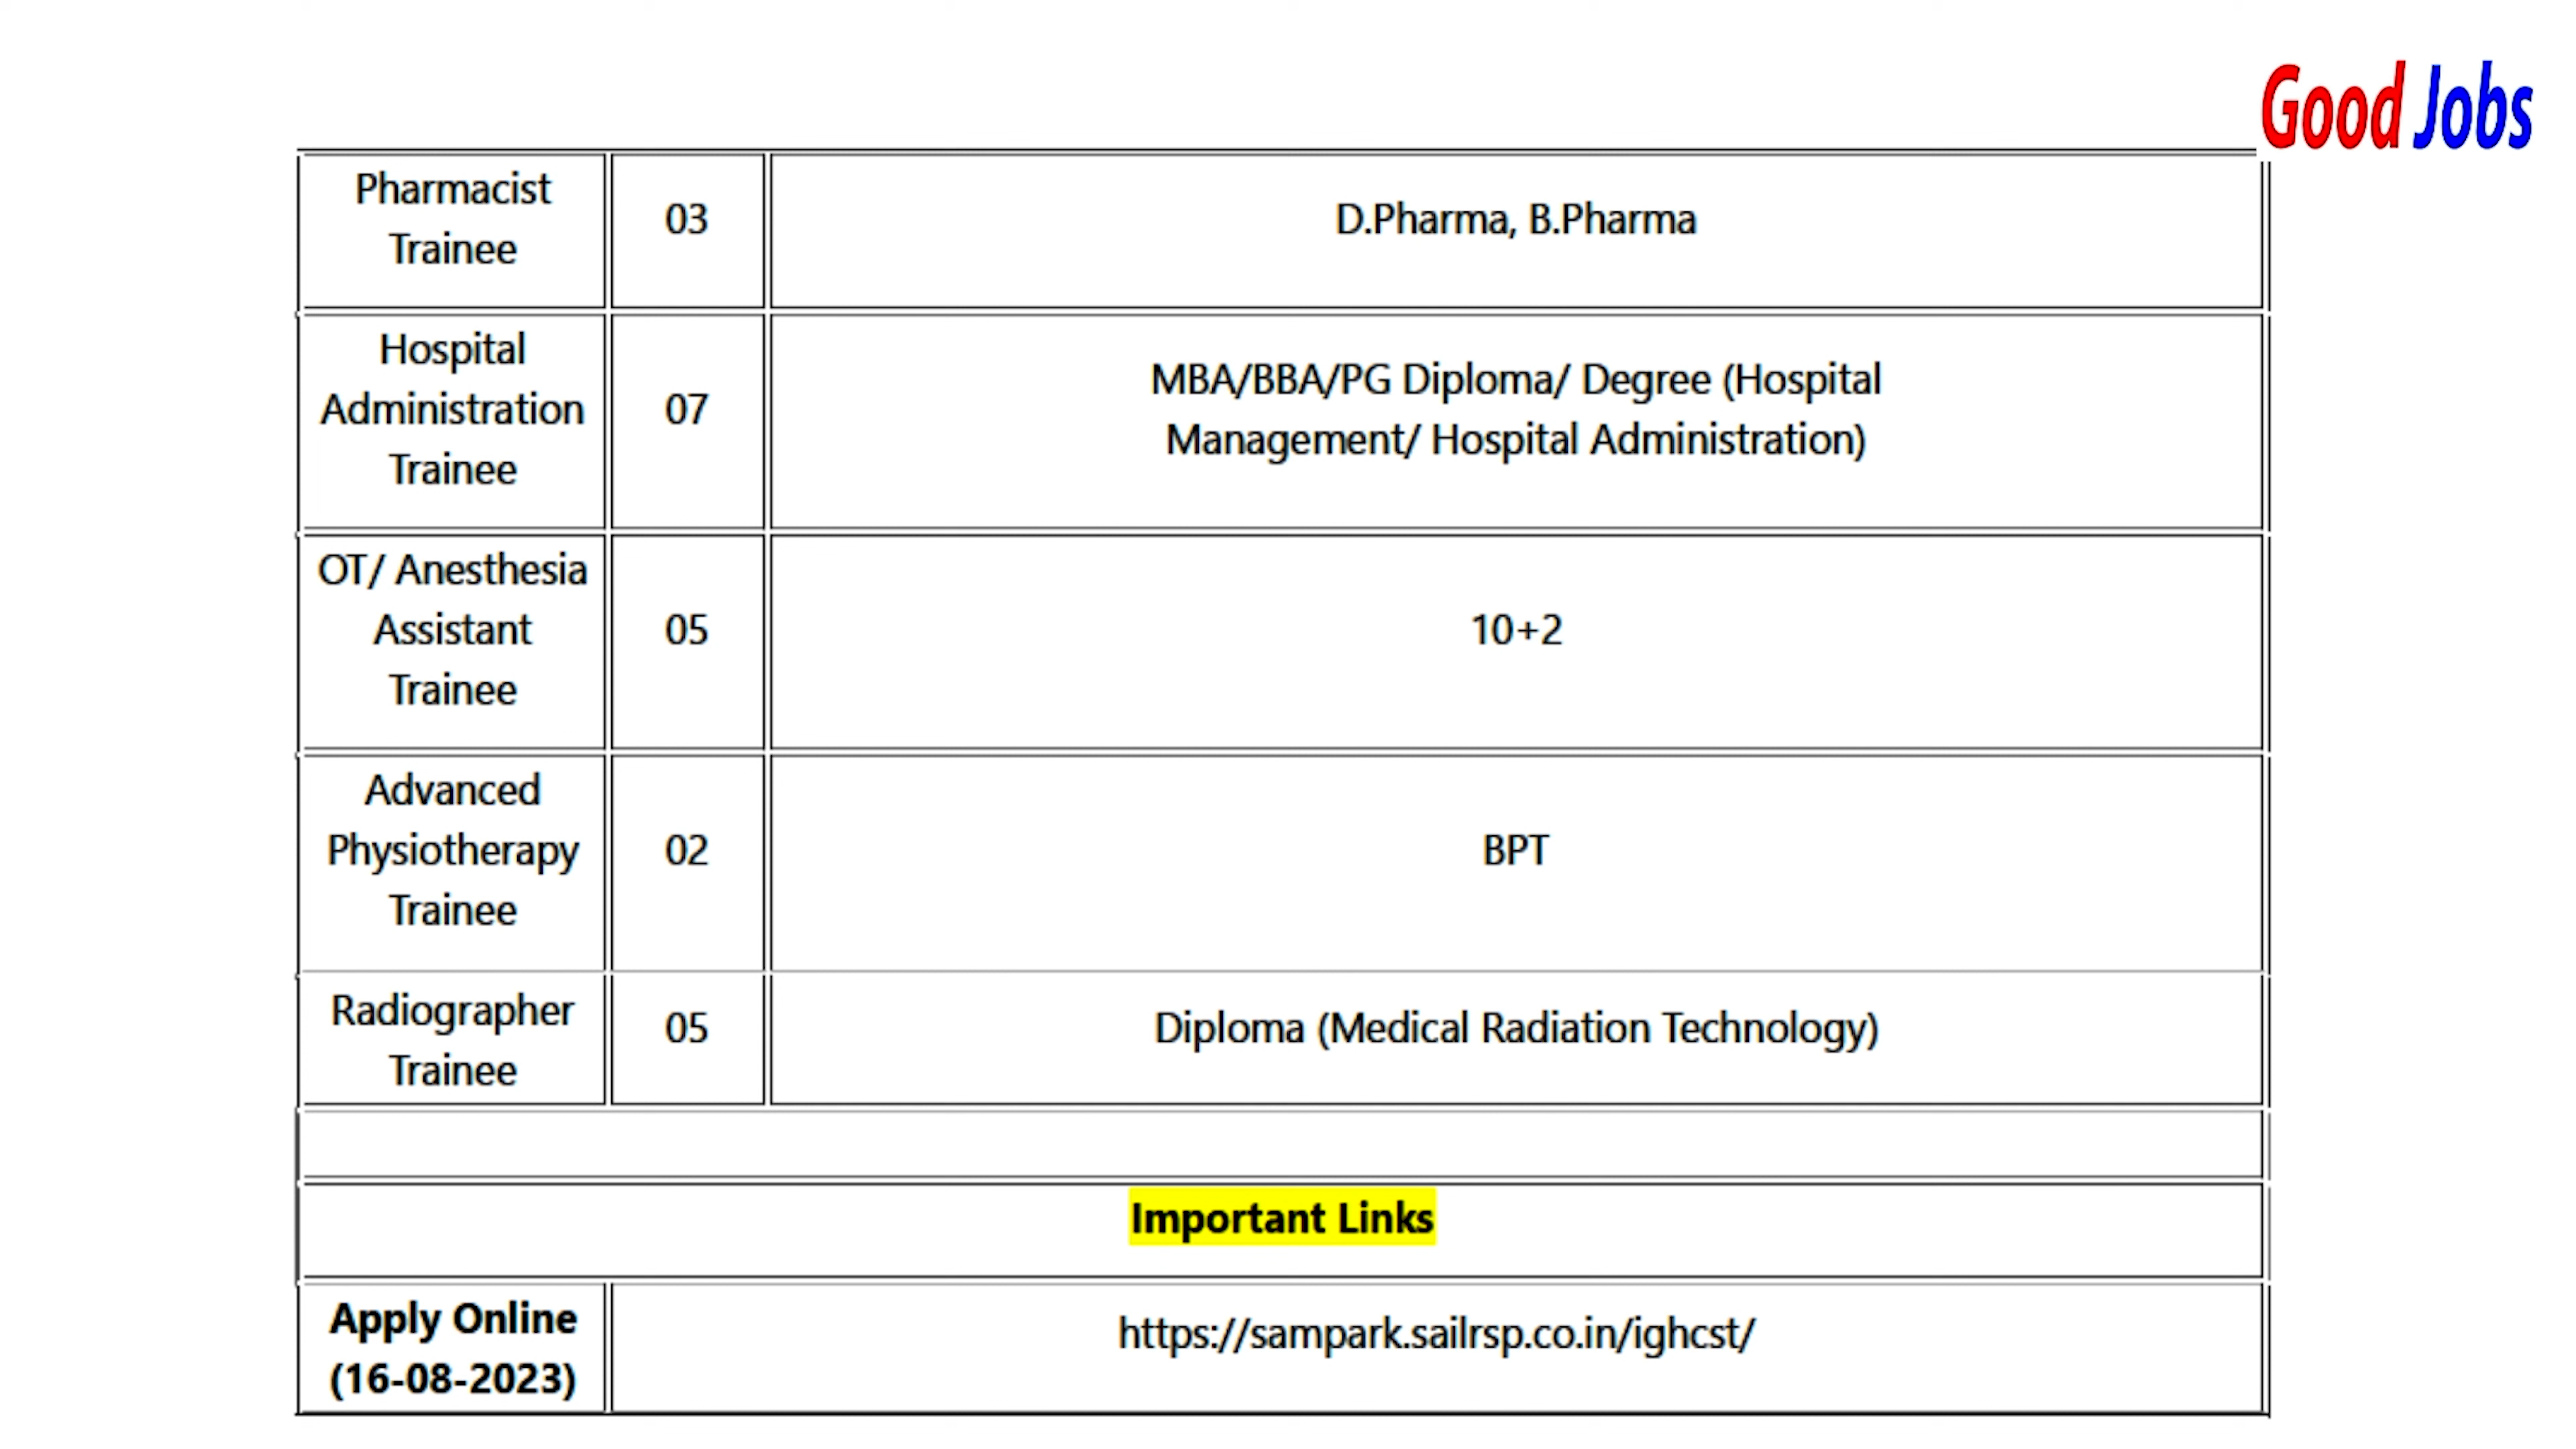 Good Jobs
Pharmacist
Trainee
03
D.Pharma, B.Pharma
Hospital
Administration
Trainee
07
MBA/BBA/PG Diploma/ Degree (Hospital
Management/ Hospital Administration)
OT/ Anesthesia
Assistant
Trainee
05
10+2
Advanced
Physiotherapy
Trainee
02
BPT
Radiographer
Trainee
05
Diploma (Medical Radiation Technology)
Important Links
Apply Online
(16-08-2023)
https://sampark.sailrsp.co.in/ighcst/